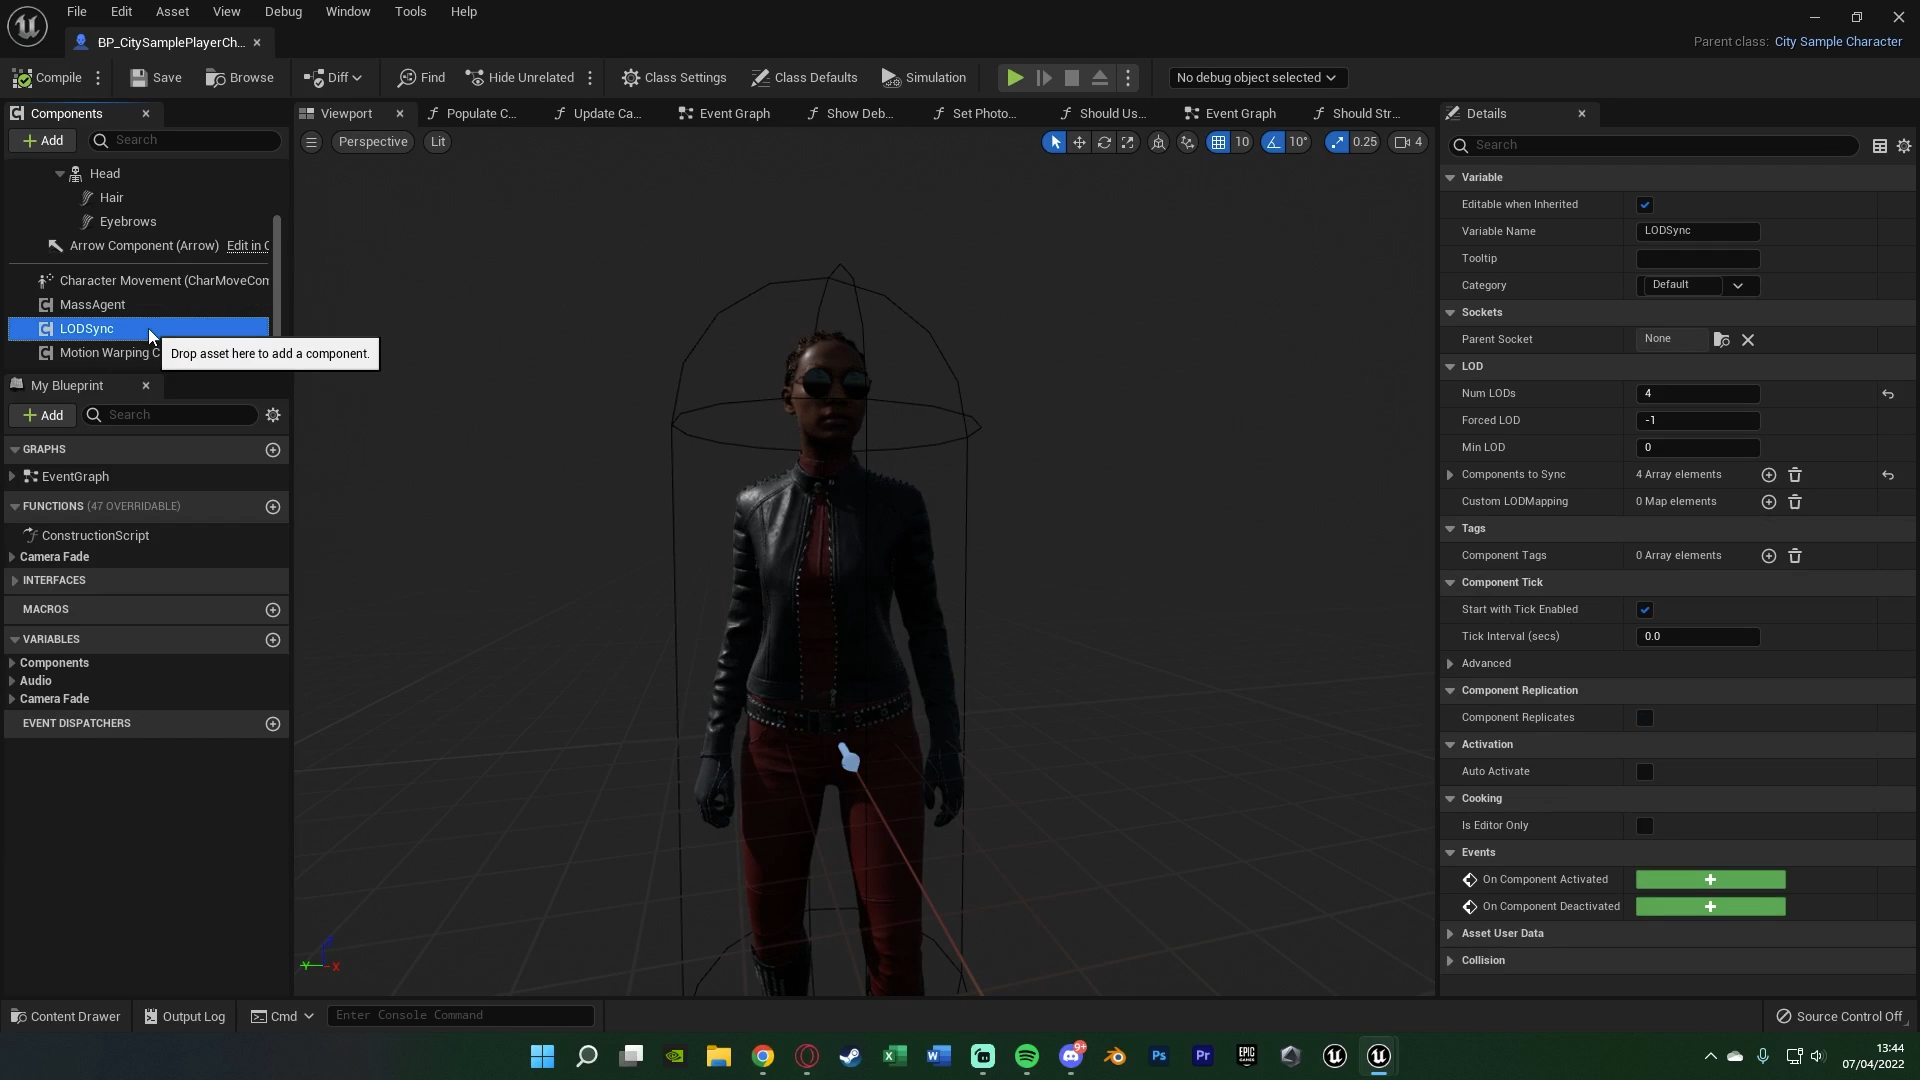 File Edit Asset View Debug Window Tools Help
BP_CitySamplePlayerCh...
Parent class: City Sample Character
Compile Save Browse Diff Find Hide Unrelated Class Settings Class Defaults Simulation No debug object selected
Components
Viewport Populate C... Update Ca... Event Graph Show Deb... Set Photo... Should Us... Event Graph Should Str...
Details
Add Search
Perspective Lit
10 10° 0.25 4
Search
Head
Hair
Eyebrows
Arrow Component (Arrow) Edit in C
Character Movement (CharMoveCom
MassAgent
LODSync
Motion Warping C
Drop asset here to add a component.
My Blueprint
Add Search
GRAPHS
EventGraph
FUNCTIONS (47 OVERRIDABLE)
ConstructionScript
Camera Fade
INTERFACES
MACROS
VARIABLES
Components
Audio
Camera Fade
EVENT DISPATCHERS
Variable
Editable when Inherited
Variable Name LODSync
Tooltip
Category Default
Sockets
Parent Socket None
LOD
Num LODs 4
Forced LOD -1
Min LOD 0
Components to Sync 4 Array elements
Custom LODMapping 0 Map elements
Tags
Component Tags 0 Array elements
Component Tick
Start with Tick Enabled
Tick Interval (secs) 0.0
Advanced
Component Replication
Component Replicates
Activation
Auto Activate
Cooking
Is Editor Only
Events
On Component Activated
On Component Deactivated
Asset User Data
Collision
Z
Y X
Content Drawer Output Log Cmd Enter Console Command Source Control Off
9+
Ps Pr EPIC GAMES
13:44
07/04/2022